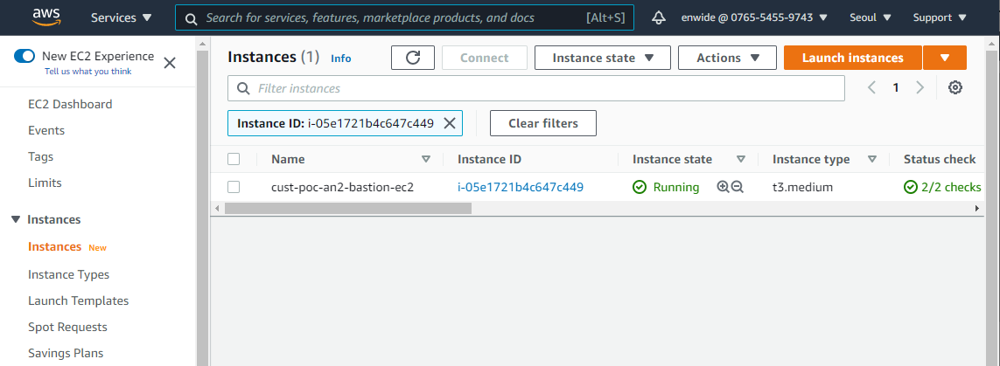 aws Services Search for services, features, marketplace products, and docs [Alt+S] enwide @ 0765-5455-9743 Seoul Support
New EC2 Experience
Tell us what you think
EC2 Dashboard
Events
Tags
Limits
Instances
Instances New
Instance Types
Launch Templates
Spot Requests
Savings Plans
Instances (1) Info Connect Instance state Actions Launch instances
Filter instances 1
Instance ID: i-05e1721b4c647c449 Clear filters
Name Instance ID Instance state Instance type Status check
cust-poc-an2-bastion-ec2 i-05e1721b4c647c449 Running t3.medium 2/2 checks